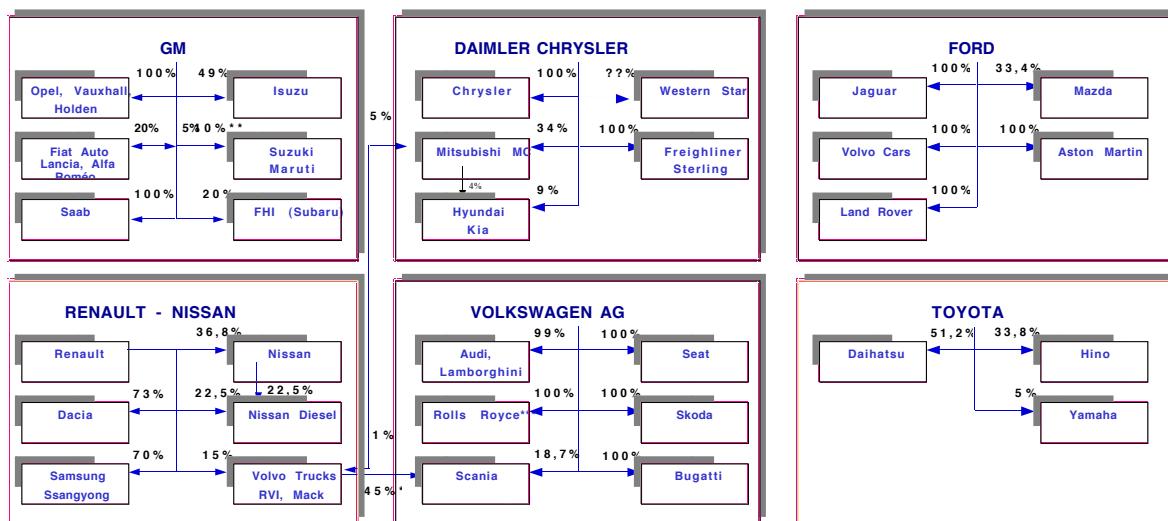 GM
100% 49%
Opel, Vauxhall,
Holden
Isuzu
20% 5% 10%**
Fiat Auto
Lancia, Alfa
Roméo
Suzuki
Maruti
100% 20%
Saab
FHI (Subaru)
5%
DAIMLER CHRYSLER
100% ??%
Chrysler
Western Star
34% 100%
Mitsubishi MC
Freighliner
Sterling
4%
9%
Hyundai
Kia
FORD
100% 33,4%
Jaguar
Mazda
100% 100%
Volvo Cars
Aston Martin
100%
Land Rover
RENAULT - NISSAN
36,8%
Renault
Nissan
73% 22,5% 22,5%
Dacia
Nissan Diesel
70% 15%
Samsung
Ssangyong
Volvo Trucks
RVI, Mack
1%
45%*
VOLKSWAGEN AG
99% 100%
Audi,
Lamborghini
Seat
100% 100%
Rolls Royce**
Skoda
18,7% 100%
Scania
Bugatti
TOYOTA
51,2% 33,8%
Daihatsu
Hino
5%
Yamaha